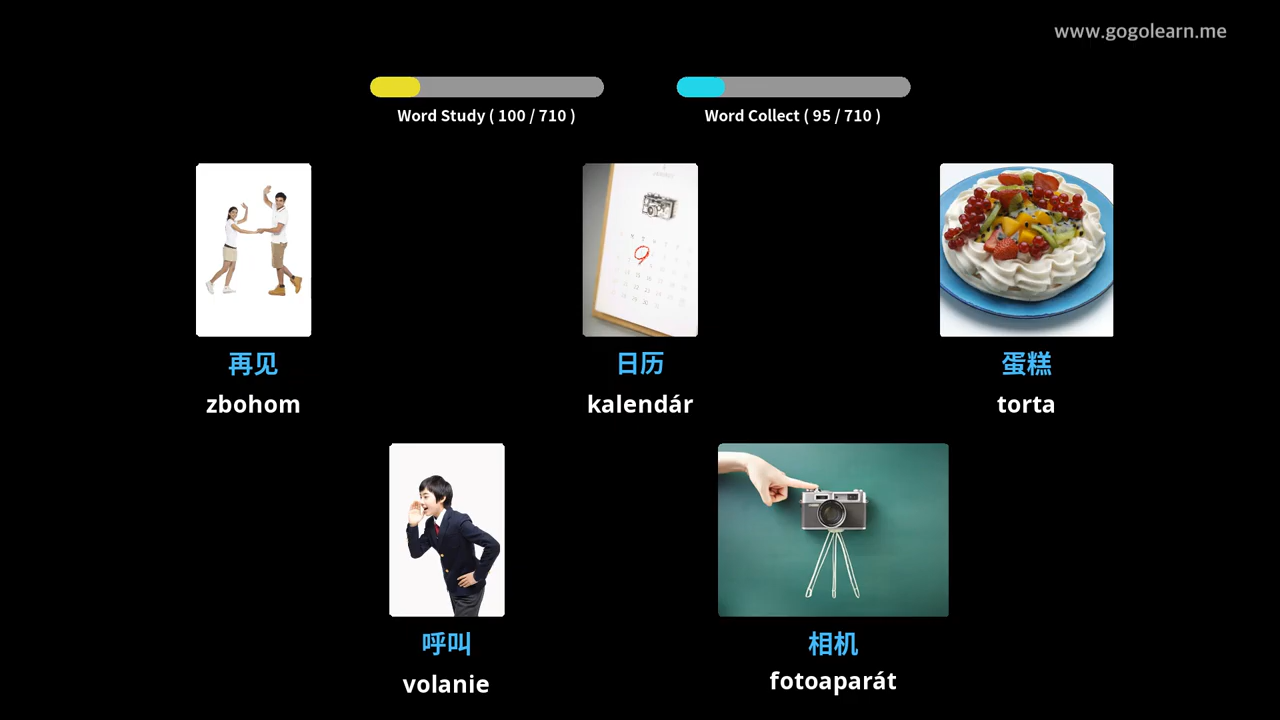 www.gogolearn.me
Word Study ( 100 / 710 )
Word Collect ( 95 / 710 )
再见
日历
蛋糕
zbohom
kalendár
torta
呼叫
相机
volanie
fotoaparát